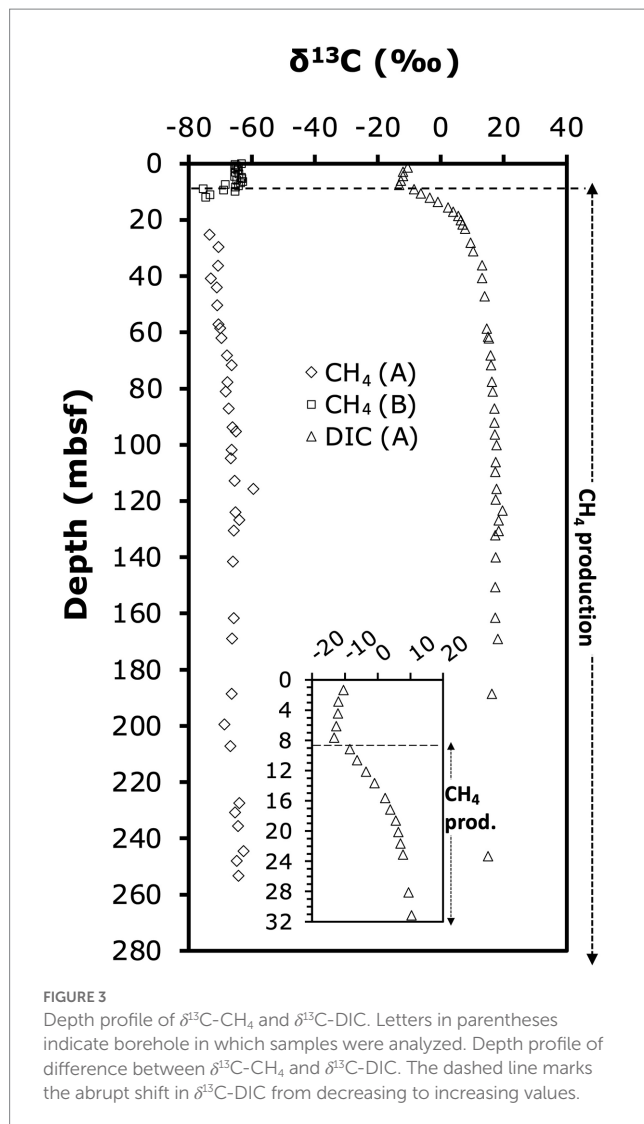 δ¹³C (‰)
-80 -60 -40 -20 0 20 40
0
20
40
60
80
100
120
140
160
180
200
220
240
260
280
Depth (mbsf)
CH₄ (A)
CH₄ (B)
DIC (A)
CH₄ production
-20 -10 0 10 20
0
4
8
12
16
20
24
28
32
CH₄
prod.
FIGURE 3
Depth profile of δ¹³C-CH₄ and δ¹³C-DIC. Letters in parentheses
indicate borehole in which samples were analyzed. Depth profile of
difference between δ¹³C-CH₄ and δ¹³C-DIC. The dashed line marks
the abrupt shift in δ¹³C-DIC from decreasing to increasing values.